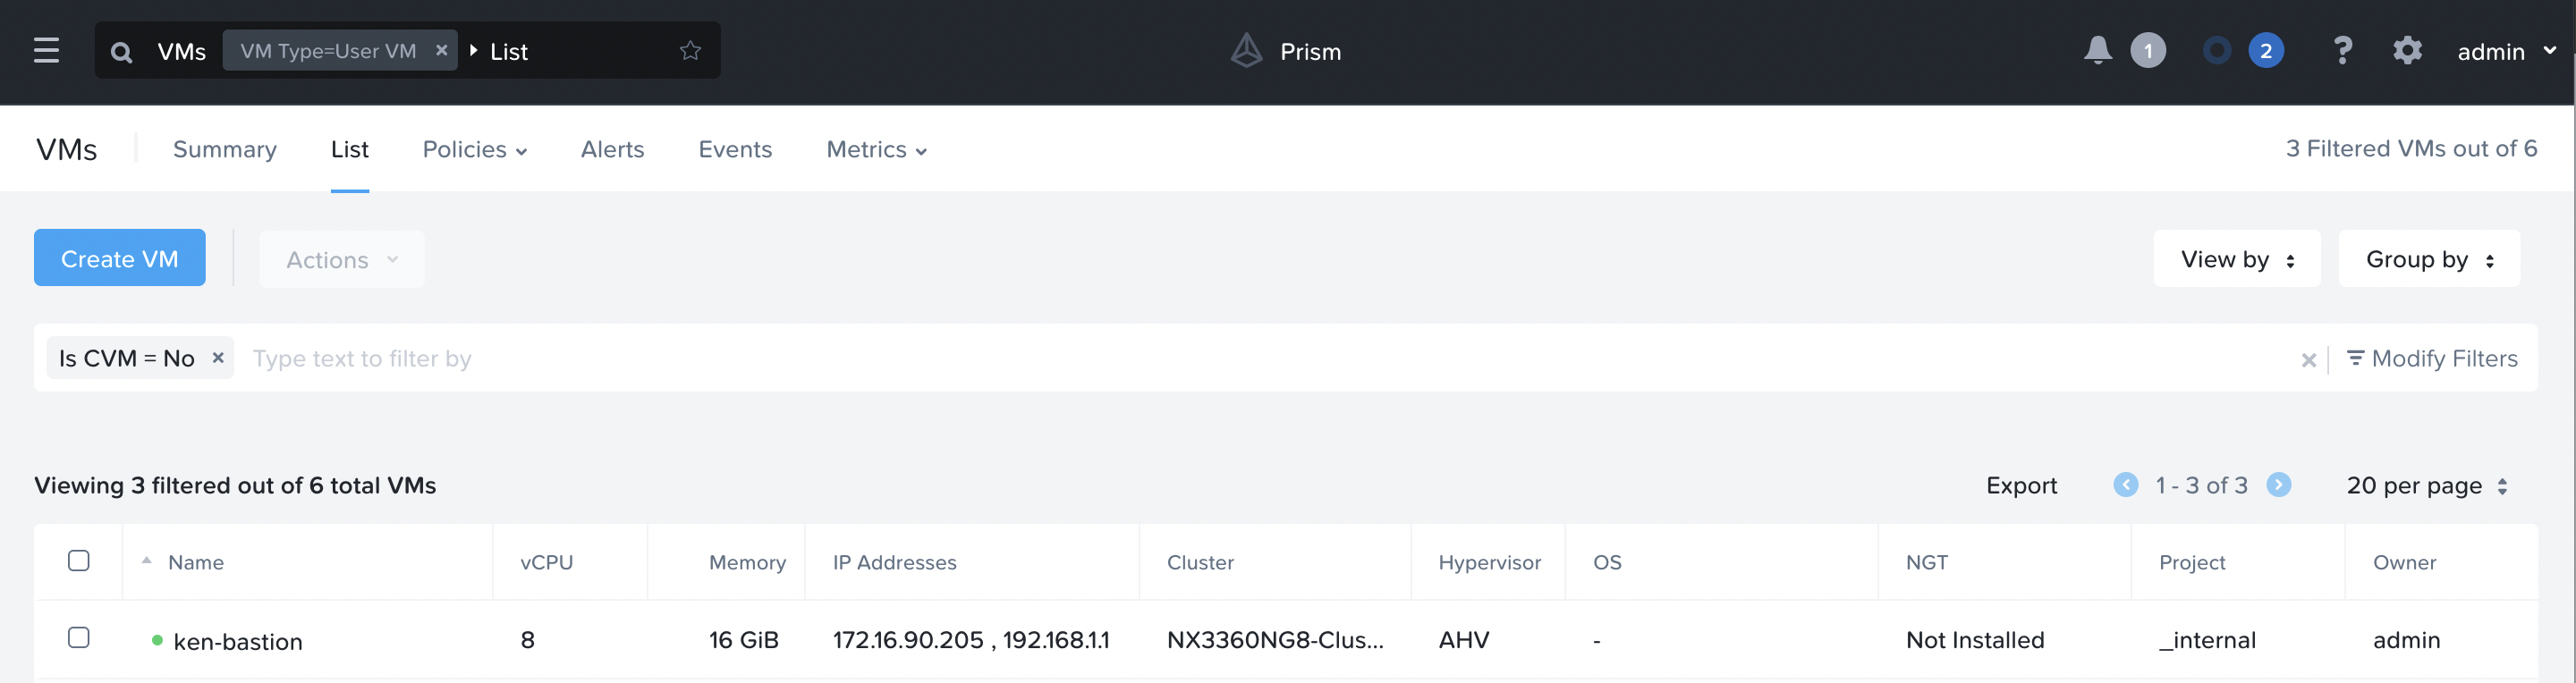 VMs VM Type=User VM × List Prism 1 2 ? admin
VMs Summary List Policies Alerts Events Metrics 3 Filtered VMs out of 6
Create VM Actions View by Group by
Is CVM = No × Type text to filter by × Modify Filters
Viewing 3 filtered out of 6 total VMs Export 1 - 3 of 3 20 per page
Name vCPU Memory IP Addresses Cluster Hypervisor OS NGT Project Owner
ken-bastion 8 16 GiB 172.16.90.205 , 192.168.1.1 NX3360NG8-Clus... AHV - Not Installed _internal admin